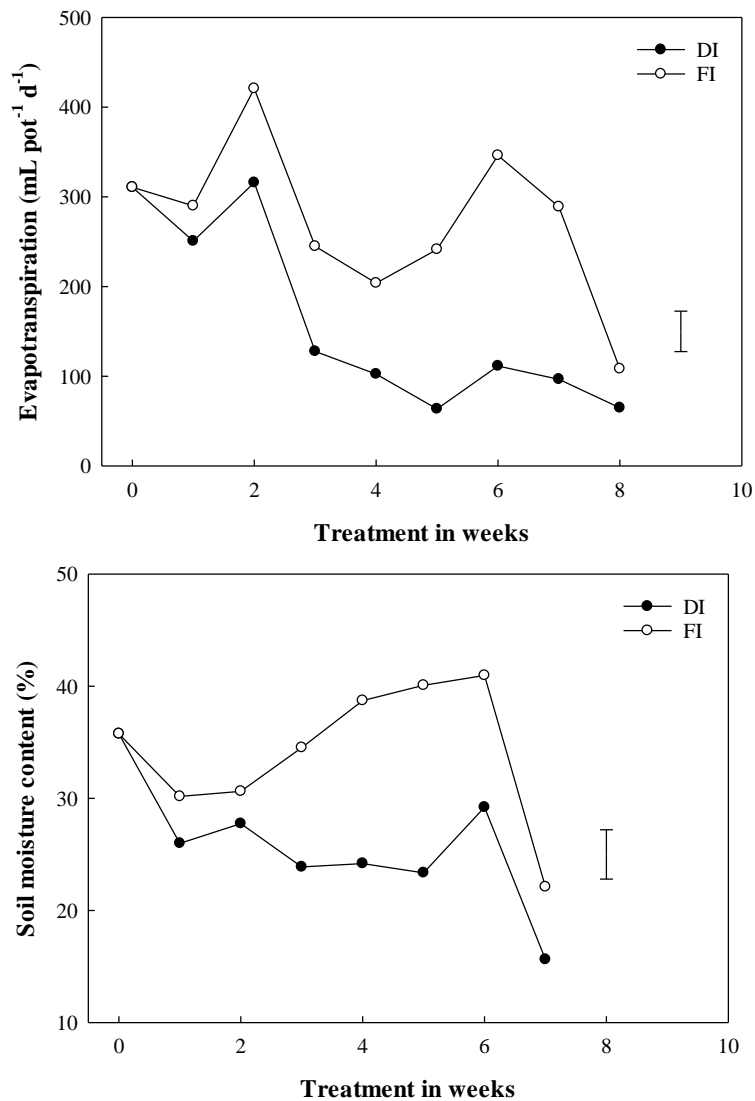 500
400
300
200
100
0
Evapotranspiration (mL pot⁻¹ d⁻¹)
DI
FI
0 2 4 6 8 10
Treatment in weeks
50
40
30
20
10
Soil moisture content (%)
DI
FI
0 2 4 6 8 10
Treatment in weeks